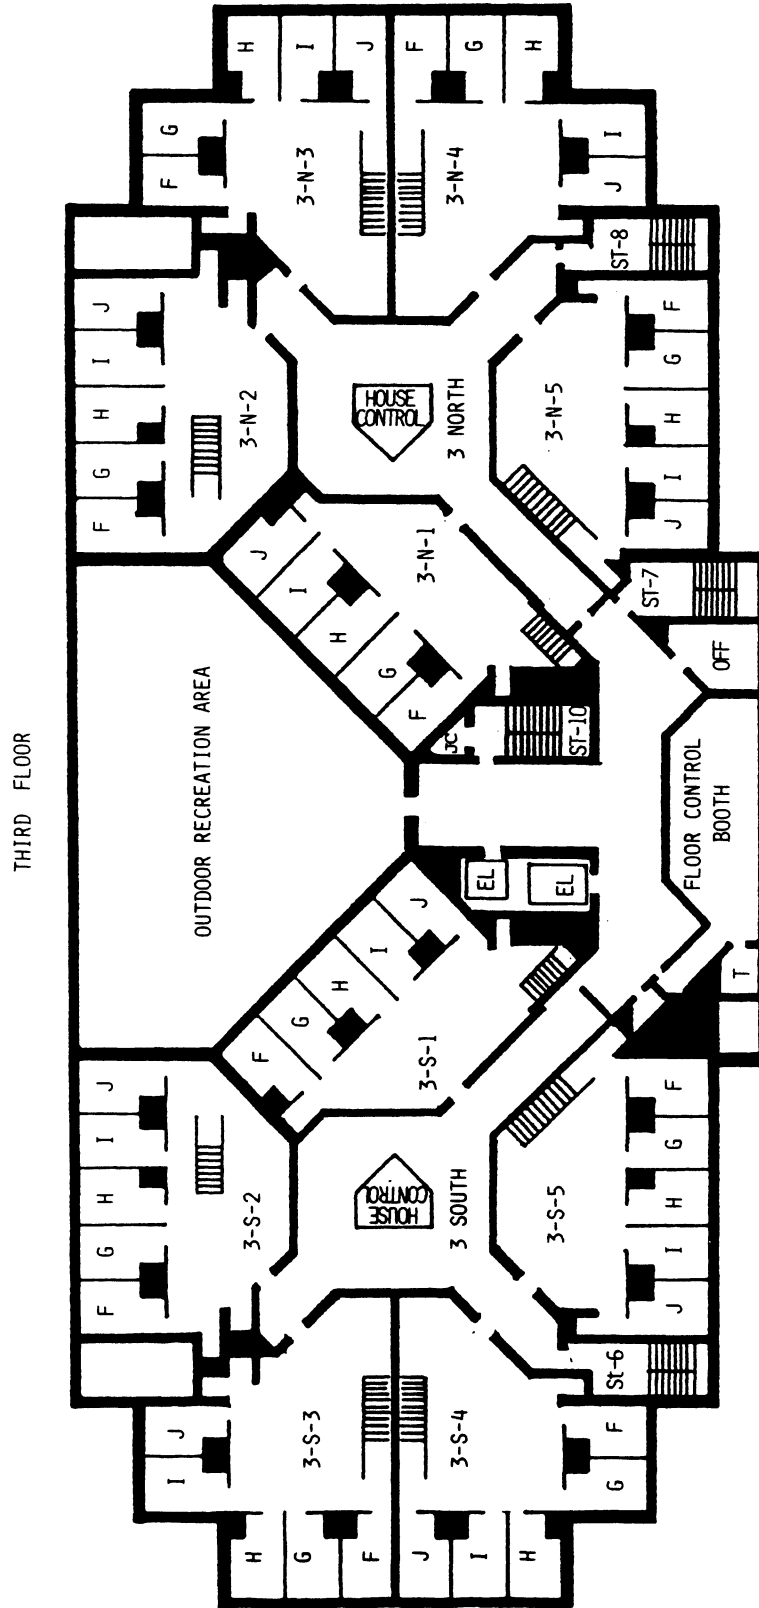 THIRD FLOOR
F G H I J
3-S-2
OUTDOOR RECREATION AREA
F G H I J
3-N-2
I J
H
G
F
3-S-3
F G
H
I
J
3-N-3
F
G
H
I
J
3-S-1
F
G
H
I
J
3-N-1
HOUSE
CONTROL
3 SOUTH
HOUSE
CONTROL
3 NORTH
J
I
H
3-S-4
G F
F
G
H
3-N-4
J I
EL
EL
JC
ST-10
3-S-5
J I H G F
St-6
3-N-5
J I H G F
ST-7
ST-8
T
FLOOR CONTROL
BOOTH
OFF